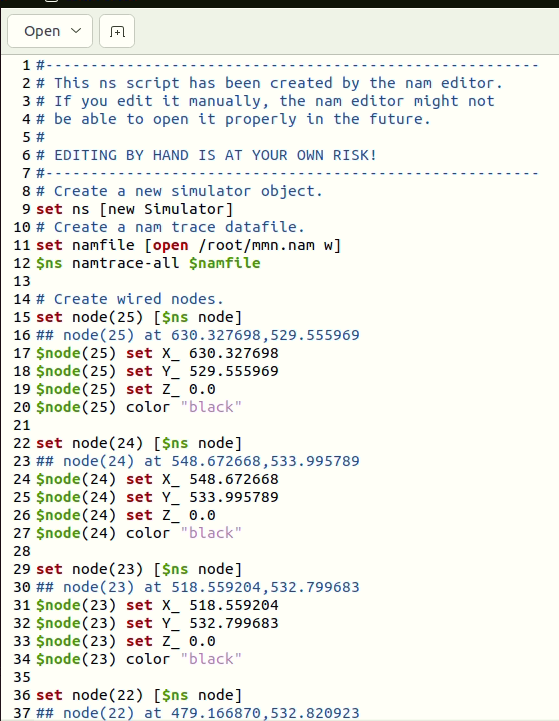 Open
1 #-------------------------------------------------------
2 # This ns script has been created by the nam editor.
3 # If you edit it manually, the nam editor might not
4 # be able to open it properly in the future.
5 #
6 # EDITING BY HAND IS AT YOUR OWN RISK!
7 #-------------------------------------------------------
8 # Create a new simulator object.
9 set ns [new Simulator]
10 # Create a nam trace datafile.
11 set namfile [open /root/mmn.nam w]
12 $ns namtrace-all $namfile
13
14 # Create wired nodes.
15 set node(25) [$ns node]
16 ## node(25) at 630.327698,529.555969
17 $node(25) set X_ 630.327698
18 $node(25) set Y_ 529.555969
19 $node(25) set Z_ 0.0
20 $node(25) color "black"
21
22 set node(24) [$ns node]
23 ## node(24) at 548.672668,533.995789
24 $node(24) set X_ 548.672668
25 $node(24) set Y_ 533.995789
26 $node(24) set Z_ 0.0
27 $node(24) color "black"
28
29 set node(23) [$ns node]
30 ## node(23) at 518.559204,532.799683
31 $node(23) set X_ 518.559204
32 $node(23) set Y_ 532.799683
33 $node(23) set Z_ 0.0
34 $node(23) color "black"
35
36 set node(22) [$ns node]
37 ## node(22) at 479.166870,532.820923